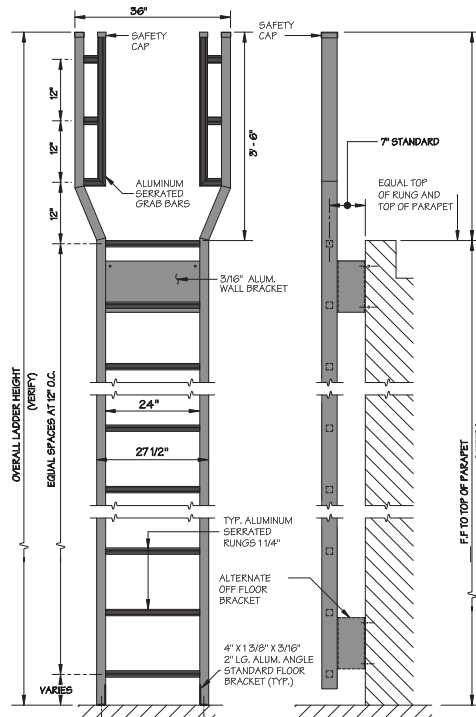 36"
SAFETY
CAP
SAFETY
CAP
12"
12"
12"
3' - 6"
7" STANDARD
ALUMINUM
SERRATED
GRAB BARS
EQUAL TOP
OF RUNG AND
TOP OF PARAPET
3/16" ALUM.
WALL BRACKET
OVERALL LADDER HEIGHT
(VERIFY)
EQUAL SPACES AT 12" O.C.
24"
27 1/2"
F.F TO TOP OF PARAPET
TYP. ALUMINUM
SERRATED
RUNGS 1 1/4"
ALTERNATE
OFF FLOOR
BRACKET
4" X 1 3/8" X 3/16"
2" LG. ALUM. ANGLE
STANDARD FLOOR
BRACKET (TYP.)
VARIES